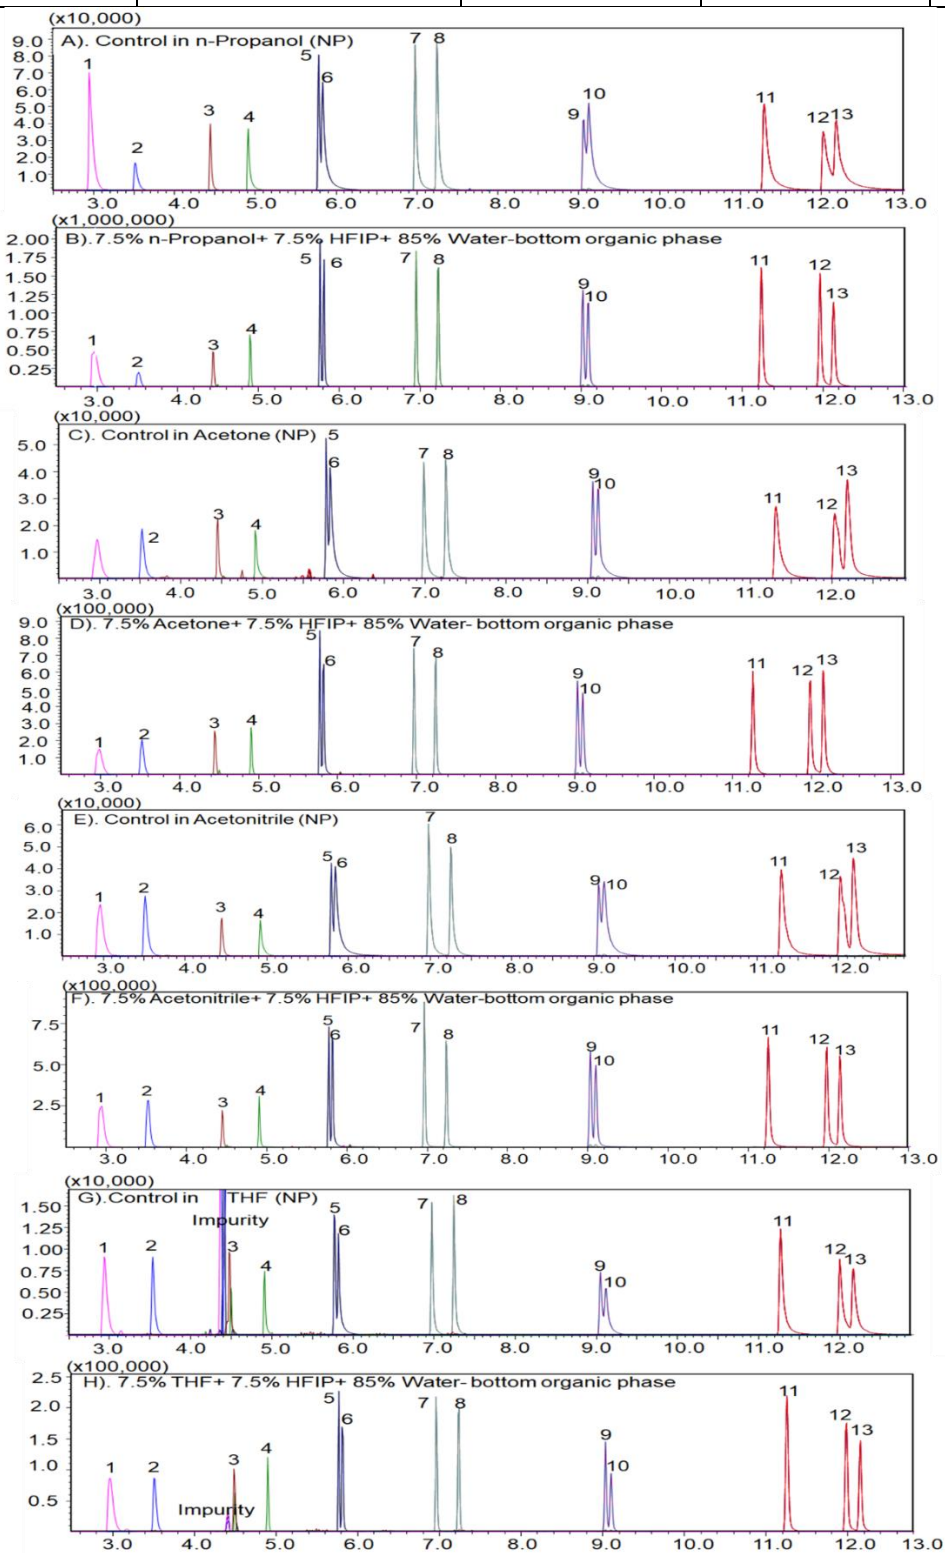 (x10,000)
A). Control in n-Propanol (NP)
9.0
8.0
7.0
6.0
5.0
4.0
3.0
2.0
1.0
1 2 3 4 5 6 7 8 9 10 11 12 13
3.0 4.0 5.0 6.0 7.0 8.0 9.0 10.0 11.0 12.0 13.0
(x1,000,000)
B).7.5% n-Propanol+ 7.5% HFIP+ 85% Water-bottom organic phase
2.00
1.75
1.50
1.25
1.00
0.75
0.50
0.25
1 2 3 4 5 6 7 8 9 10 11 12 13
3.0 4.0 5.0 6.0 7.0 8.0 9.0 10.0 11.0 12.0 13.0
(x10,000)
C). Control in Acetone (NP)
5.0
4.0
3.0
2.0
1.0
2 3 4 5 6 7 8 9 10 11 12 13
3.0 4.0 5.0 6.0 7.0 8.0 9.0 10.0 11.0 12.0
(x100,000)
D). 7.5% Acetone+ 7.5% HFIP+ 85% Water- bottom organic phase
9.0
8.0
7.0
6.0
5.0
4.0
3.0
2.0
1.0
1 2 3 4 5 6 7 8 9 10 11 12 13
3.0 4.0 5.0 6.0 7.0 8.0 9.0 10.0 11.0 12.0 13.0
(x10,000)
E). Control in Acetonitrile (NP)
6.0
5.0
4.0
3.0
2.0
1.0
1 2 3 4 5 6 7 8 9 10 11 12 13
3.0 4.0 5.0 6.0 7.0 8.0 9.0 10.0 11.0 12.0
(x100,000)
F). 7.5% Acetonitrile+ 7.5% HFIP+ 85% Water-bottom organic phase
7.5
5.0
2.5
1 2 3 4 5 6 7 8 9 10 11 12 13
3.0 4.0 5.0 6.0 7.0 8.0 9.0 10.0 11.0 12.0 13.0
(x10,000)
G).Control in THF (NP)
Impurity
1.50
1.25
1.00
0.75
0.50
0.25
1 2 3 4 5 6 7 8 9 10 11 12 13
3.0 4.0 5.0 6.0 7.0 8.0 9.0 10.0 11.0 12.0
(x100,000)
H). 7.5% THF+ 7.5% HFIP+ 85% Water- bottom organic phase
2.5
2.0
1.5
1.0
0.5
1 2 3 4 5 6 7 8 9 10 11 12 13
Impurity
3.0 4.0 5.0 6.0 7.0 8.0 9.0 10.0 11.0 12.0 13.0